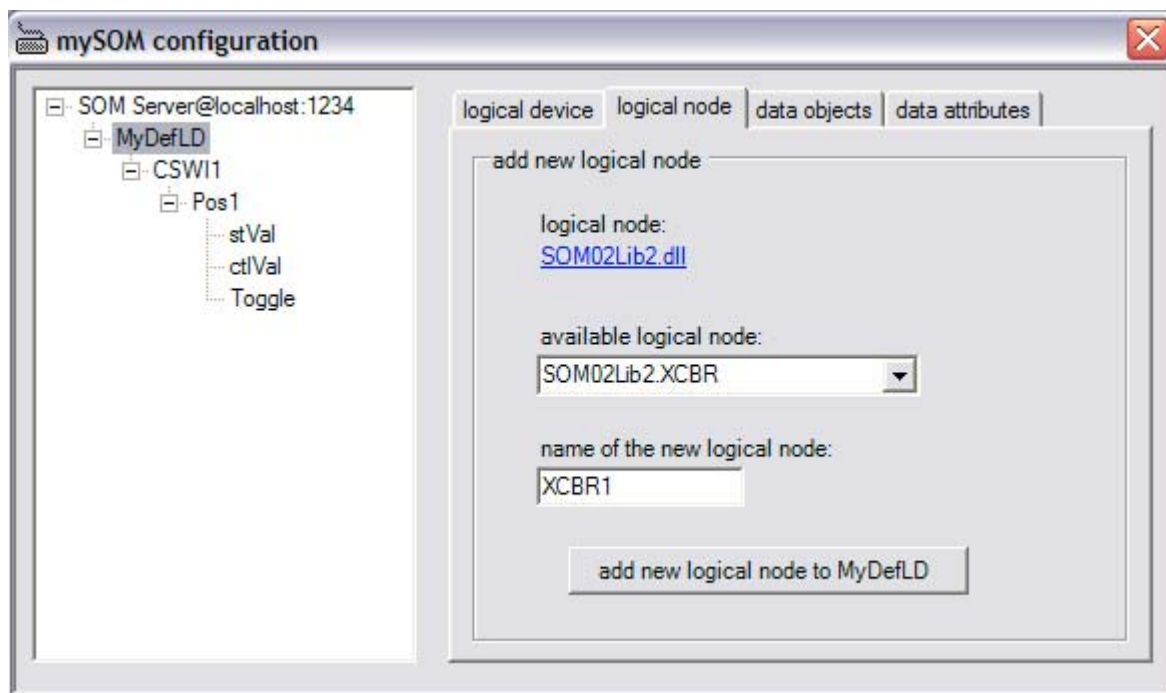 mySOM configuration
SOM Server@localhost:1234
MyDefLD
CSWI1
Pos1
stVal
ctlVal
Toggle
logical device
logical node
data objects
data attributes
add new logical node
logical node:
SOM02Lib2.dll
available logical node:
SOM02Lib2.XCBR
name of the new logical node:
XCBR1
add new logical node to MyDefLD